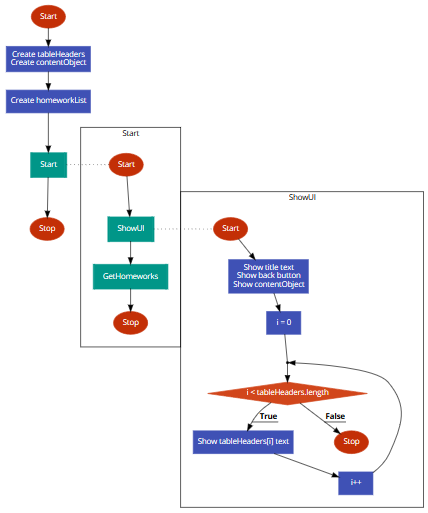 Start
Create tableHeaders
Create contentObject
Create homeworkList
Start
Stop
Start
Start
ShowUI
GetHomeworks
Stop
ShowUI
Start
Show title text
Show back button
Show contentObject
i = 0
i < tableHeaders.length
True
False
Show tableHeaders[i] text
Stop
i++